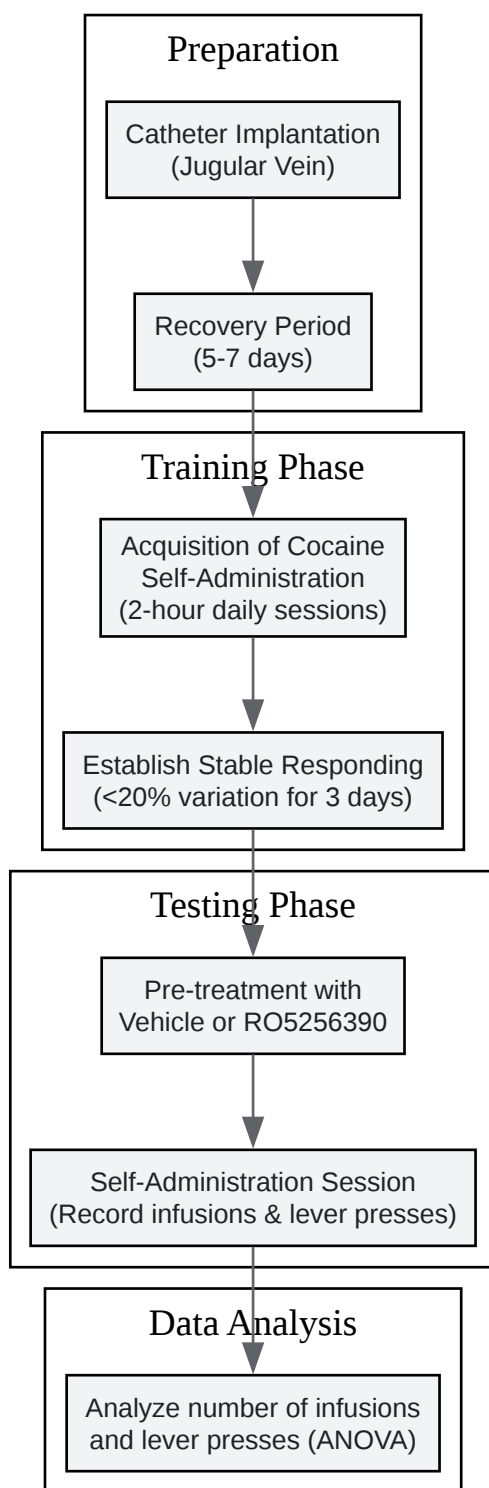 Preparation
Catheter Implantation
(Jugular Vein)
Recovery Period
(5-7 days)
Training Phase
Acquisition of Cocaine
Self-Administration
(2-hour daily sessions)
Establish Stable Responding
(<20% variation for 3 days)
Testing Phase
Pre-treatment with
Vehicle or RO5256390
Self-Administration Session
(Record infusions & lever presses)
Data Analysis
Analyze number of infusions
and lever presses (ANOVA)